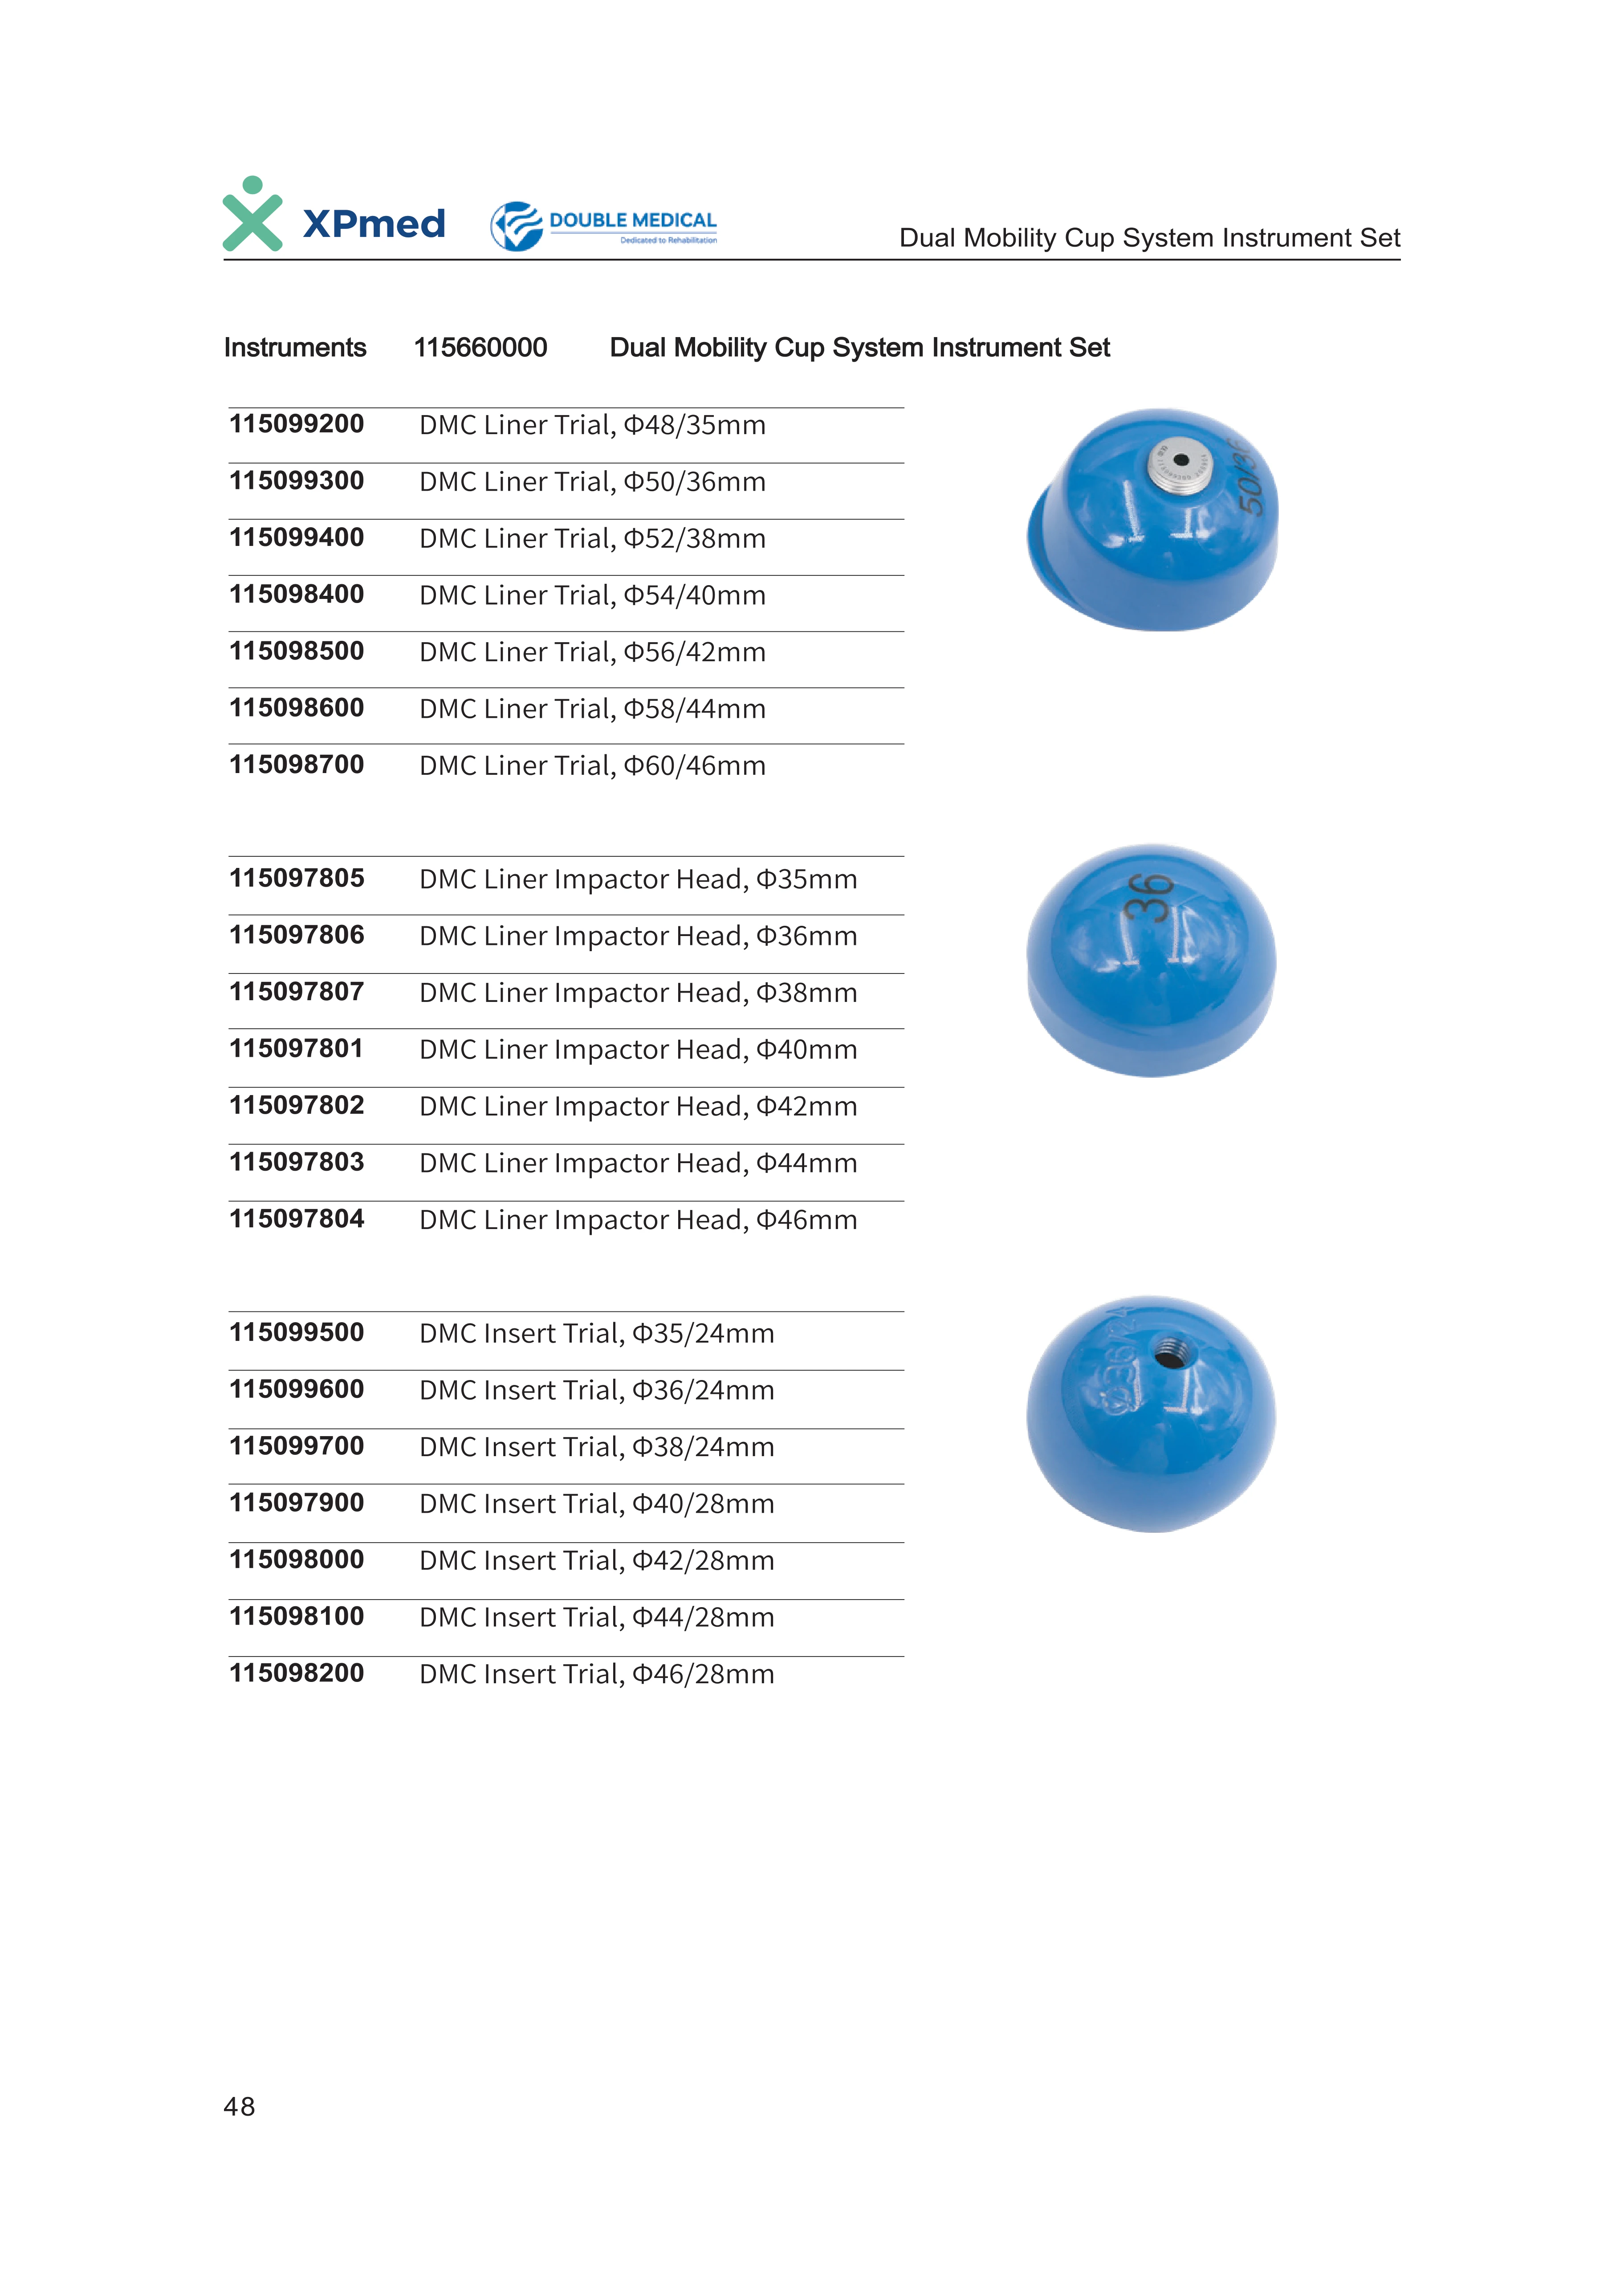 XPmed
DOUBLE MEDICAL
Dedicated to Rehabilitation
Dual Mobility Cup System Instrument Set
Instruments 115660000 Dual Mobility Cup System Instrument Set
115099200 DMC Liner Trial, Φ48/35mm
115099300 DMC Liner Trial, Φ50/36mm
115099400 DMC Liner Trial, Φ52/38mm
115098400 DMC Liner Trial, Φ54/40mm
115098500 DMC Liner Trial, Φ56/42mm
115098600 DMC Liner Trial, Φ58/44mm
115098700 DMC Liner Trial, Φ60/46mm
50/36
115097805 DMC Liner Impactor Head, Φ35mm
115097806 DMC Liner Impactor Head, Φ36mm
115097807 DMC Liner Impactor Head, Φ38mm
115097801 DMC Liner Impactor Head, Φ40mm
115097802 DMC Liner Impactor Head, Φ42mm
115097803 DMC Liner Impactor Head, Φ44mm
115097804 DMC Liner Impactor Head, Φ46mm
36
115099500 DMC Insert Trial, Φ35/24mm
115099600 DMC Insert Trial, Φ36/24mm
115099700 DMC Insert Trial, Φ38/24mm
115097900 DMC Insert Trial, Φ40/28mm
115098000 DMC Insert Trial, Φ42/28mm
115098100 DMC Insert Trial, Φ44/28mm
115098200 DMC Insert Trial, Φ46/28mm
Φ36/24
48